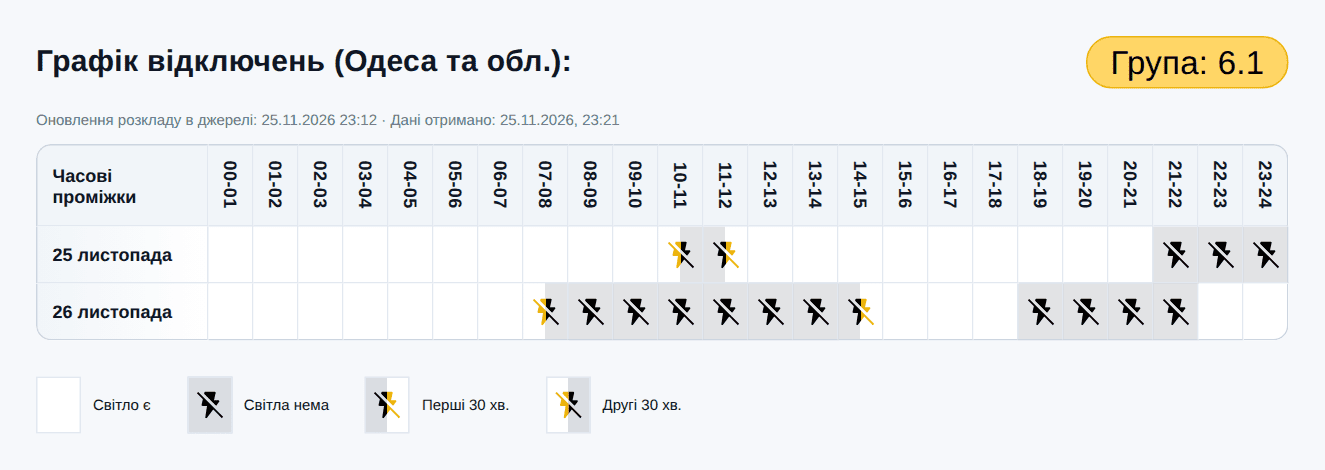 Графік відключень (Одеса та обл.):
Група: 6.1
Оновлення розкладу в джерелі: 25.11.2026 23:12 · Дані отримано: 25.11.2026, 23:21
Часові
проміжки
00-01
01-02
02-03
03-04
04-05
05-06
06-07
07-08
08-09
09-10
10-11
11-12
12-13
13-14
14-15
15-16
16-17
17-18
18-19
19-20
20-21
21-22
22-23
23-24
25 листопада
26 листопада
Світло є
Світла нема
Перші 30 хв.
Другі 30 хв.